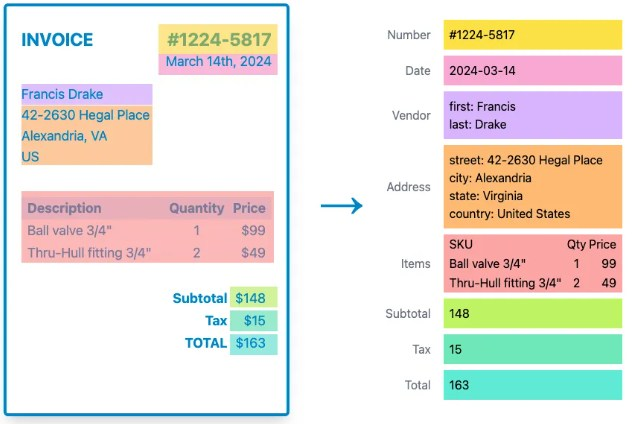 INVOICE
#1224-5817
March 14th, 2024
Francis Drake
42-2630 Hegal Place
Alexandria, VA
US
Description Quantity Price
Ball valve 3/4" 1 $99
Thru-Hull fitting 3/4" 2 $49
Subtotal $148
Tax $15
TOTAL $163
→
Number #1224-5817
Date 2024-03-14
Vendor first: Francis
last: Drake
Address street: 42-2630 Hegal Place
city: Alexandria
state: Virginia
country: United States
Items SKU Qty Price
Ball valve 3/4" 1 99
Thru-Hull fitting 3/4" 2 49
Subtotal 148
Tax 15
Total 163